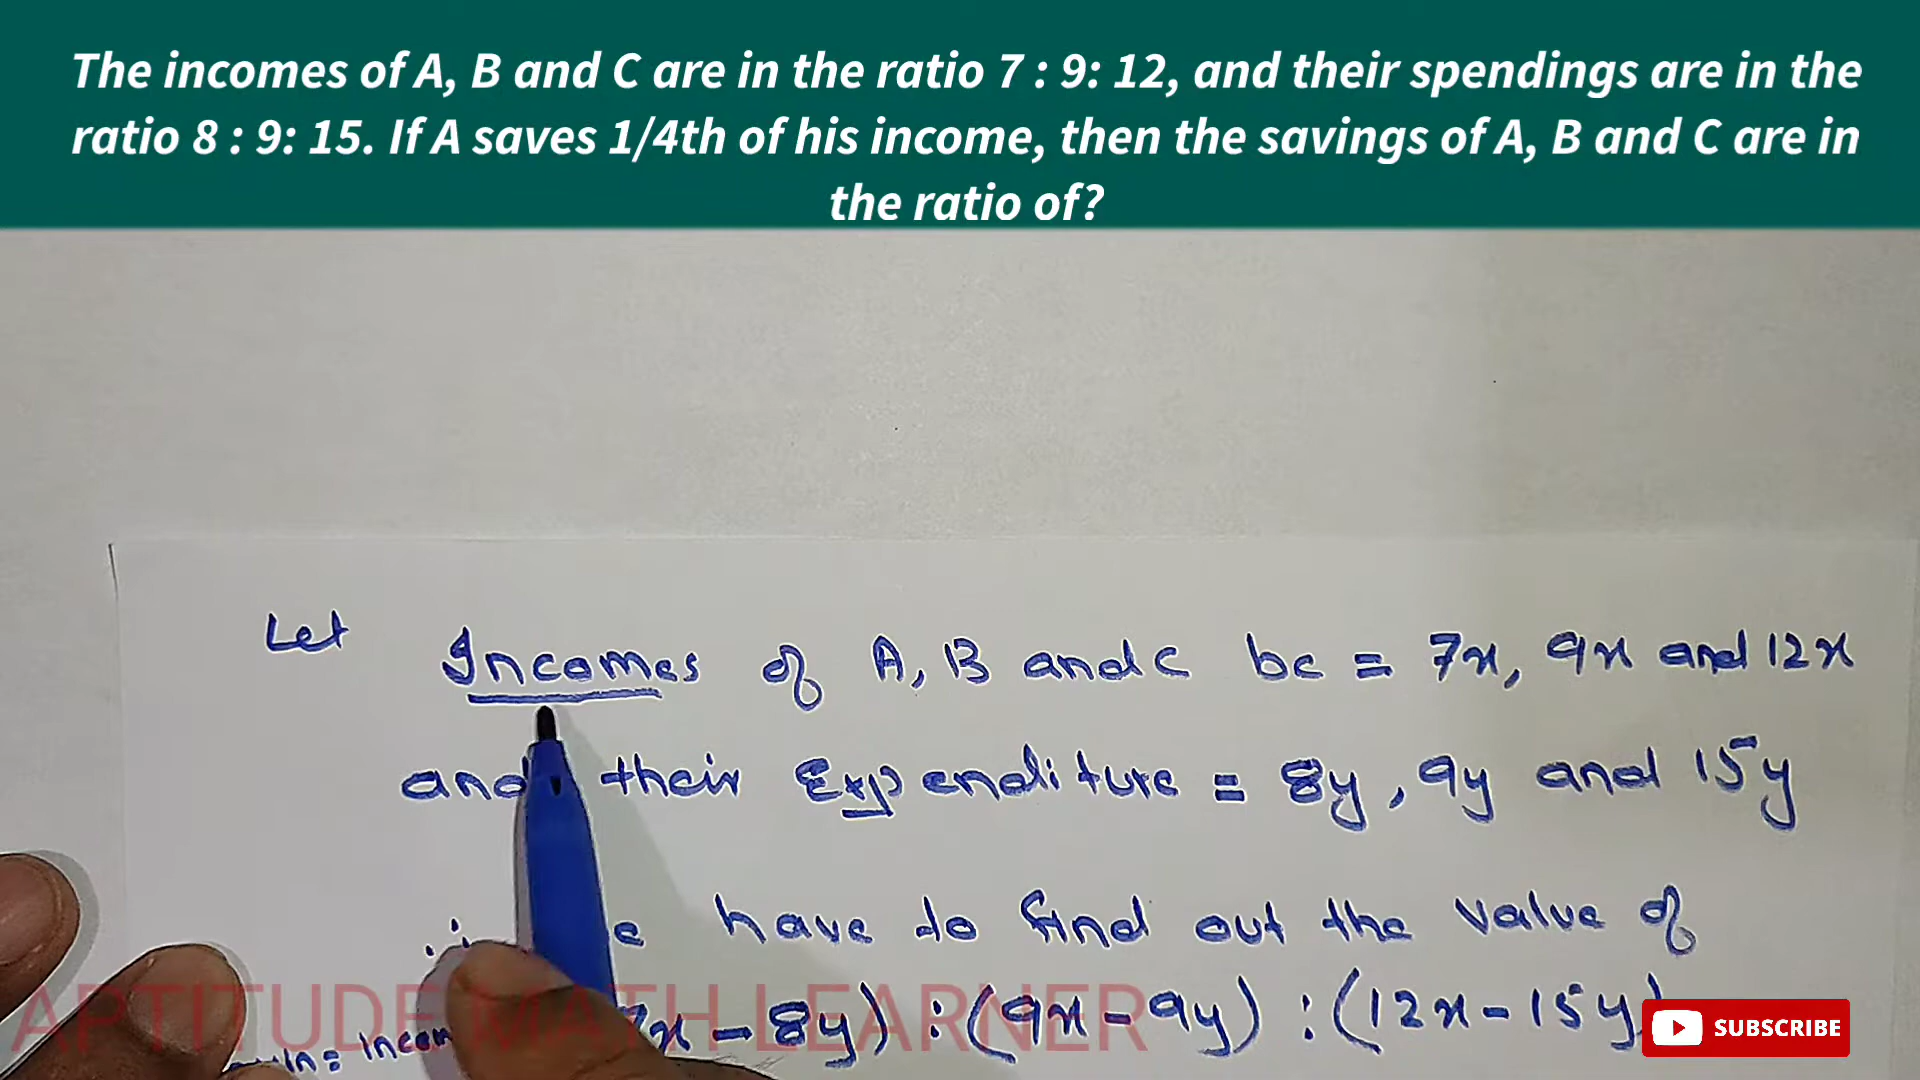 The incomes of A, B and C are in the ratio 7 : 9: 12, and their spendings are in the
ratio 8 : 9: 15. If A saves 1/4th of his income, then the savings of A, B and C are in
the ratio of?
Let Incomes of A, B and C be = 7x, 9x and 12x
and their Expenditure = 8y, 9y and 15y
have to find out the value of
7x - 8y) : (9x - 9y) : (12x - 15y)
APTITUDE MATH LEARNER
SUBSCRIBE